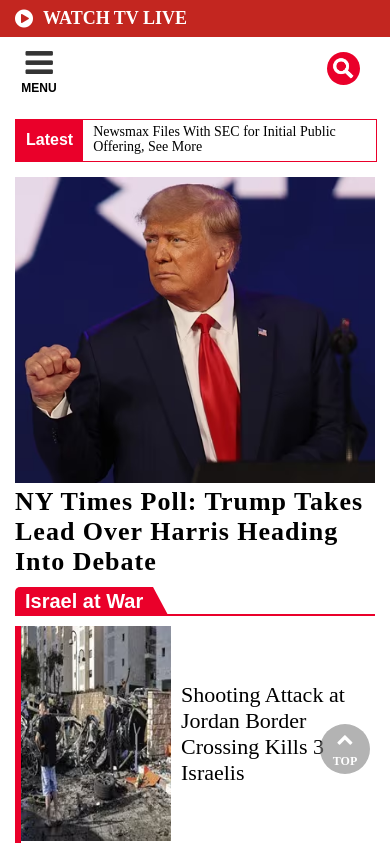 WATCH TV LIVE
MENU
Latest
Newsmax Files With SEC for Initial Public
Offering, See More
NY Times Poll: Trump Takes
Lead Over Harris Heading
Into Debate
Israel at War
Shooting Attack at
Jordan Border
Crossing Kills 3
Israelis
TOP